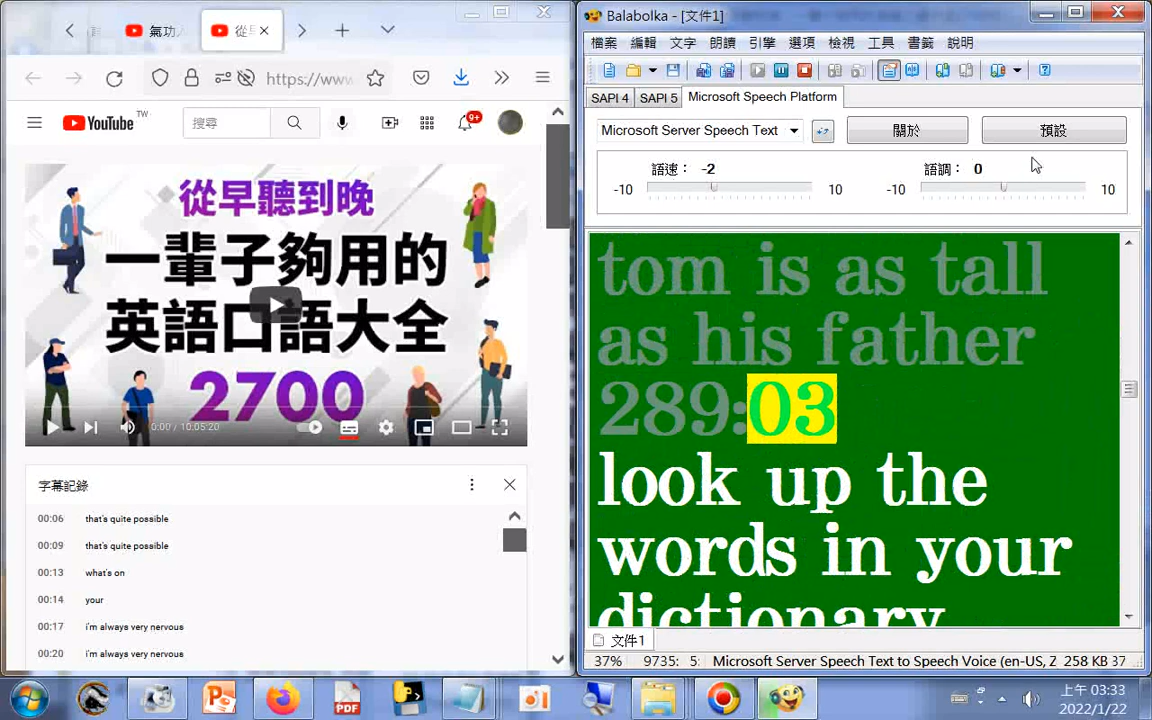 氣功
從
https://www
YouTube TW
搜尋
9+
從早聽到晚
一輩子夠用的
英語口語大全
2700
0:00 / 10:05:20
字幕記錄
00:06 that's quite possible
00:09 that's quite possible
00:13 what's on
00:14 your
00:17 i'm always very nervous
00:20 i'm always very nervous
Balabolka - [文件1]
檔案 編輯 文字 朗讀 引擎 選項 檢視 工具 書籤 說明
SAPI 4 SAPI 5 Microsoft Speech Platform
Microsoft Server Speech Text 關於 預設
語速： -2 語調： 0
-10 10 -10 10
tom is as tall
as his father
289:03
look up the
words in your
dictionary
文件1
37% 9735: 5: Microsoft Server Speech Text to Speech Voice (en-US, Z 258 KB 37
PDF
上午 03:33
2022/1/22